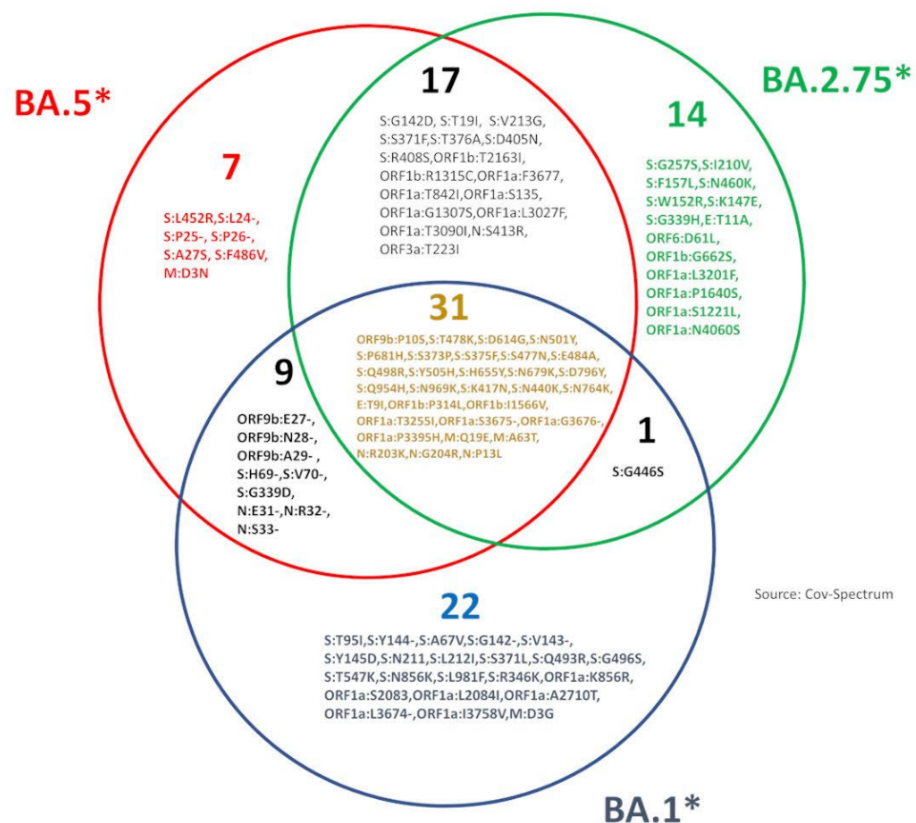 BA.5*
BA.2.75*
17
S:G142D, S:T19I,  S:V213G,
S:S371F,S:T376A,S:D405N,
S:R408S,ORF1b:T2163I,
ORF1b:R1315C,ORF1a:F3677,
ORF1a:T842I,ORF1a:S135,
ORF1a:G1307S,ORF1a:L3027F,
ORF1a:T3090I,N:S413R,
ORF3a:T223I
14
S:G257S,S:I210V,
S:F157L,S:N460K,
S:W152R,S:K147E,
S:G339H,E:T11A,
ORF6:D61L,
ORF1b:G662S,
ORF1a:L3201F,
ORF1a:P1640S,
ORF1a:S1221L,
ORF1a:N4060S
7
S:L452R,S:L24-,
S:P25-, S:P26-,
S:A27S, S:F486V,
M:D3N
31
ORF9b:P10S,S:T478K,S:D614G,S:N501Y,
S:P681H,S:S373P,S:S375F,S:S477N,S:E484A,
S:Q498R,S:Y505H,S:H655Y,S:N679K,S:D796Y,
S:Q954H,S:N969K,S:K417N,S:N440K,S:N764K,
E:T9I,ORF1b:P314L,ORF1b:I1566V,
ORF1a:T3255I,ORF1a:S3675-,ORF1a:G3676-,
ORF1a:P3395H,M:Q19E,M:A63T,
N:R203K,N:G204R,N:P13L
9
ORF9b:E27-,
ORF9b:N28-,
ORF9b:A29- ,
S:H69-,S:V70-,
S:G339D,
N:E31-,N:R32-,
N:S33-
1
S:G446S
22
S:T95I,S:Y144-,S:A67V,S:G142-,S:V143-,
S:Y145D,S:N211,S:L212I,S:S371L,S:Q493R,S:G496S,
S:T547K,S:N856K,S:L981F,S:R346K,ORF1a:K856R,
ORF1a:S2083,ORF1a:L2084I,ORF1a:A2710T,
ORF1a:L3674-,ORF1a:I3758V,M:D3G
Source: Cov-Spectrum
BA.1*